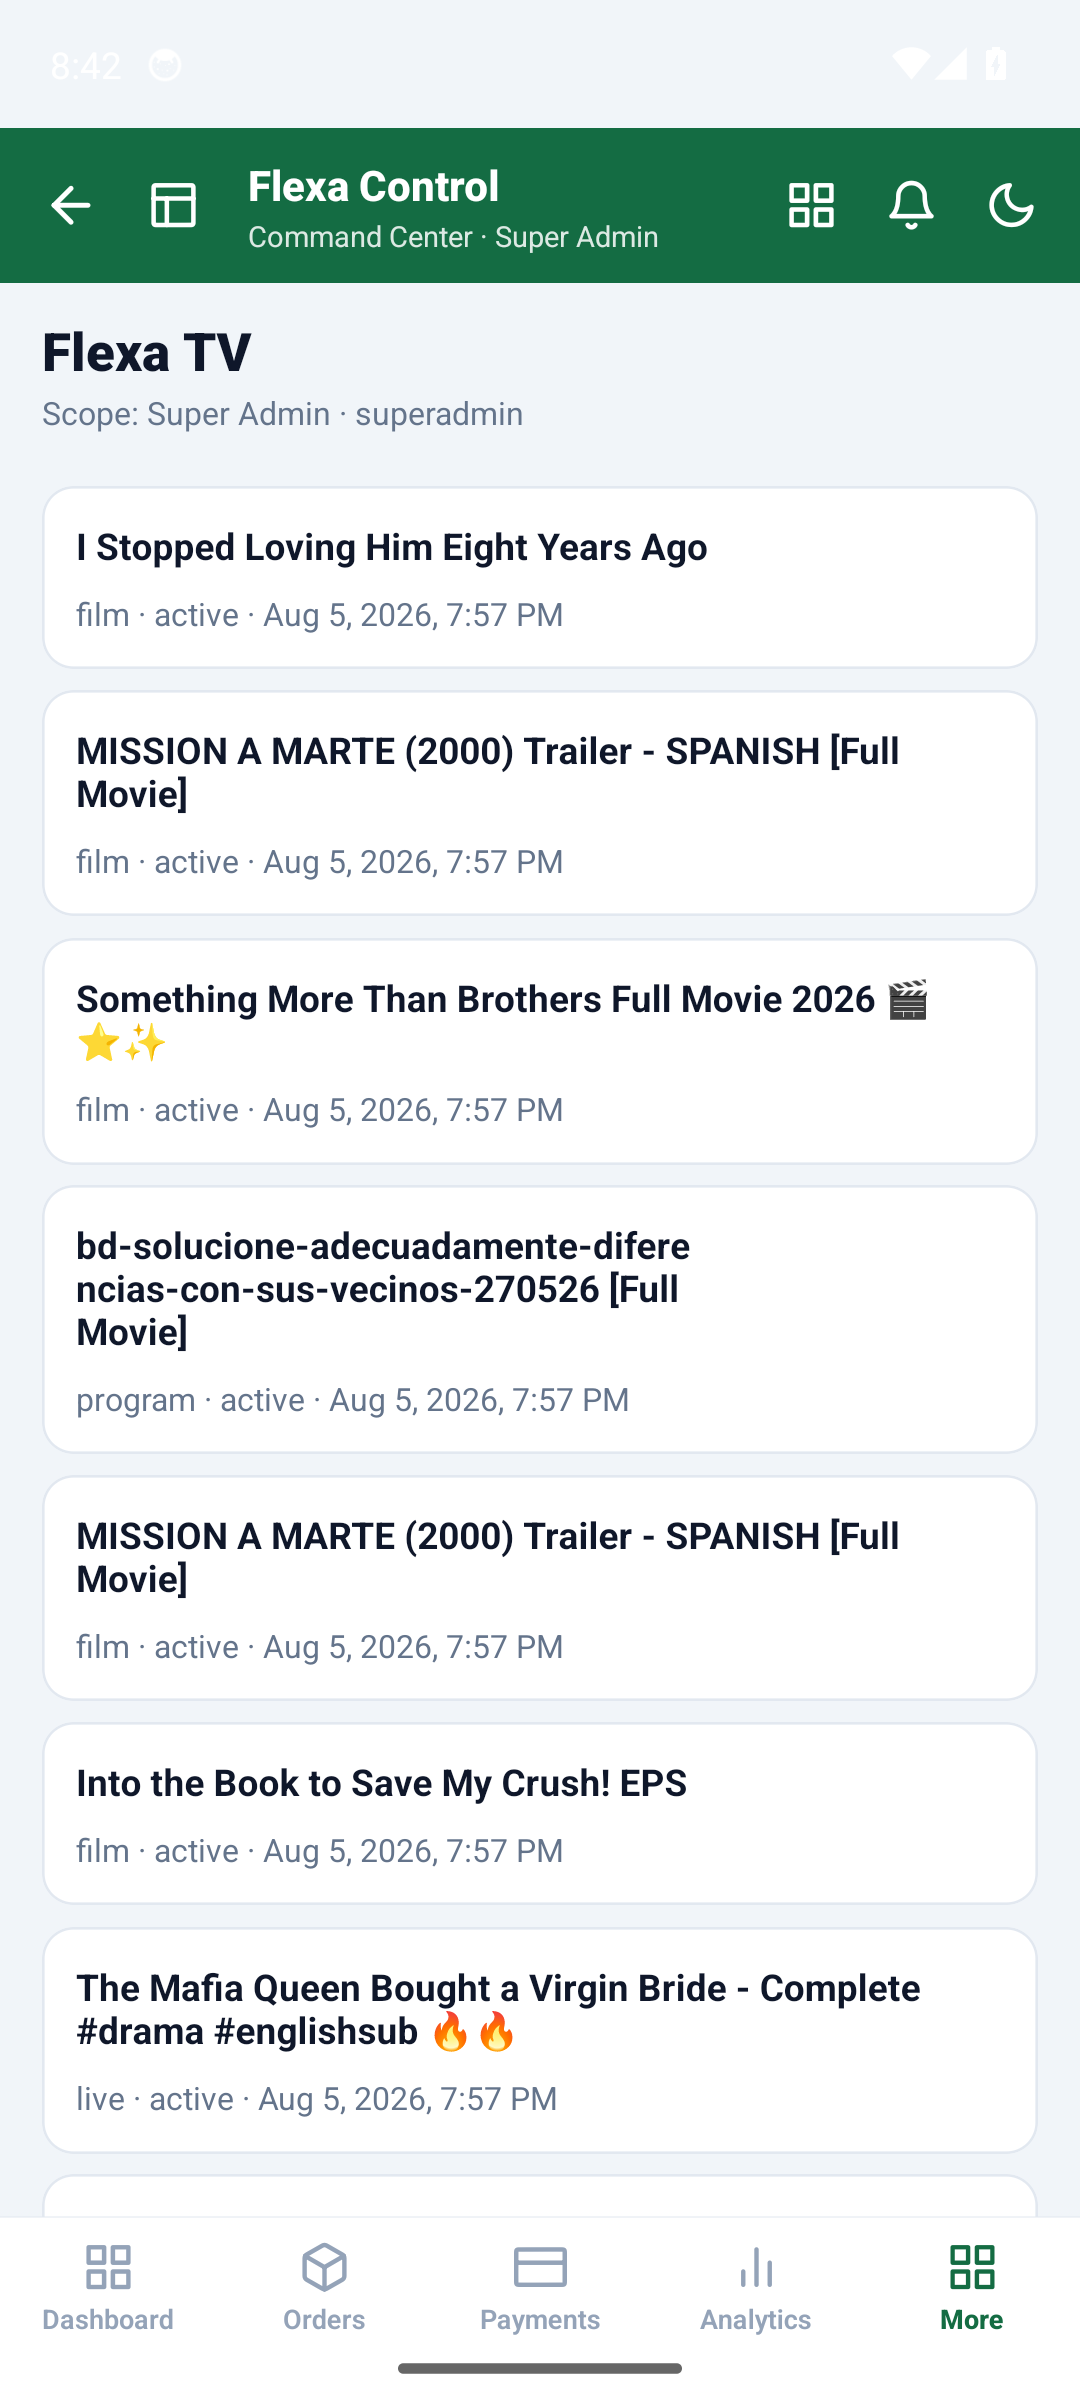 8:42
Flexa Control
Command Center · Super Admin
Flexa TV
Scope: Super Admin · superadmin
I Stopped Loving Him Eight Years Ago
film · active · Aug 5, 2026, 7:57 PM
MISSION A MARTE (2000) Trailer - SPANISH [Full
Movie]
film · active · Aug 5, 2026, 7:57 PM
Something More Than Brothers Full Movie 2026 🎬
⭐✨
film · active · Aug 5, 2026, 7:57 PM
bd-solucione-adecuadamente-difere
ncias-con-sus-vecinos-270526 [Full
Movie]
program · active · Aug 5, 2026, 7:57 PM
MISSION A MARTE (2000) Trailer - SPANISH [Full
Movie]
film · active · Aug 5, 2026, 7:57 PM
Into the Book to Save My Crush! EPS
film · active · Aug 5, 2026, 7:57 PM
The Mafia Queen Bought a Virgin Bride - Complete
#drama #englishsub 🔥🔥
live · active · Aug 5, 2026, 7:57 PM
Dashboard
Orders
Payments
Analytics
More